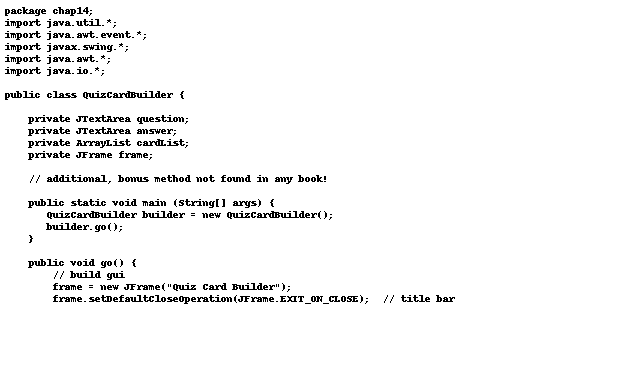 package chap14;
import java.util.*;
import java.awt.event.*;
import javax.swing.*;
import java.awt.*;
import java.io.*;

public class QuizCardBuilder {

    private JTextArea question;
    private JTextArea answer;
    private ArrayList cardList;
    private JFrame frame;

    // additional, bonus method not found in any book!

    public static void main (String[] args) {
       QuizCardBuilder builder = new QuizCardBuilder();
       builder.go();
    }

    public void go() {
        // build gui
        frame = new JFrame("Quiz Card Builder");
        frame.setDefaultCloseOperation(JFrame.EXIT_ON_CLOSE);  // title bar